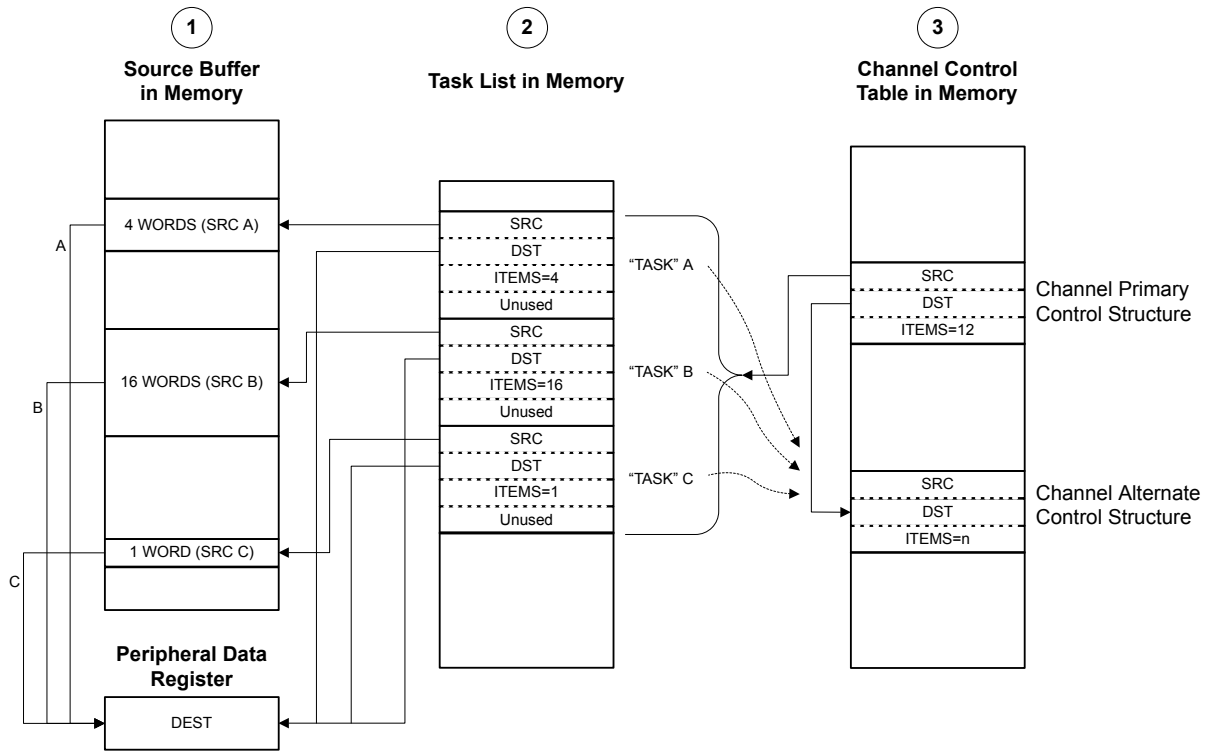 1
Source Buffer
in Memory
4 WORDS (SRC A)
16 WORDS (SRC B)
1 WORD (SRC C)
A
B
C
Peripheral Data
Register
DEST
2
Task List in Memory
SRC
DST
ITEMS=4
Unused
SRC
DST
ITEMS=16
Unused
SRC
DST
ITEMS=1
Unused
“TASK” A
“TASK” B
“TASK” C
3
Channel Control
Table in Memory
SRC
DST
ITEMS=12
Channel Primary
Control Structure
SRC
DST
ITEMS=n
Channel Alternate
Control Structure